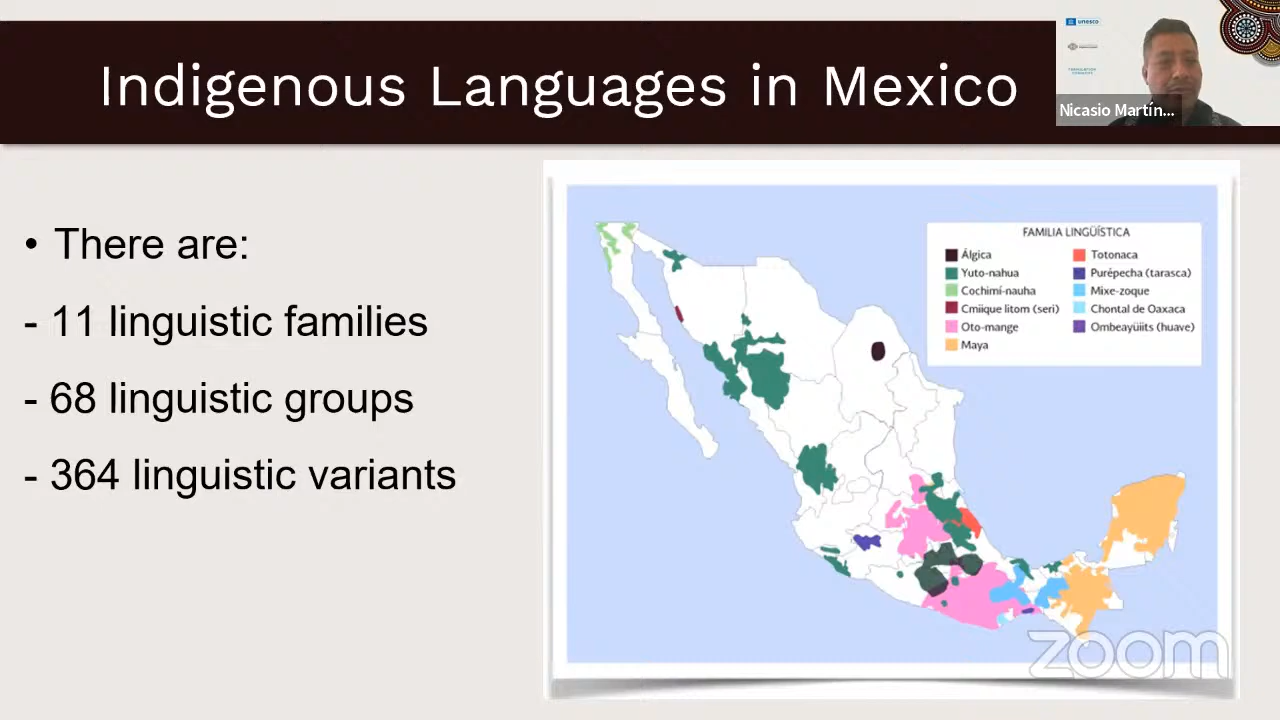 Indigenous Languages in Mexico
unesco
Nicasio Martín...
• There are:
- 11 linguistic families
- 68 linguistic groups
- 364 linguistic variants
FAMILIA LINGÜÍSTICA
Álgica
Yuto-nahua
Cochimí-nauha
Cmiique litom (seri)
Oto-mange
Maya
Totonaca
Purépecha (tarasca)
Mixe-zoque
Chontal de Oaxaca
Ombeayüiits (huave)
zoom